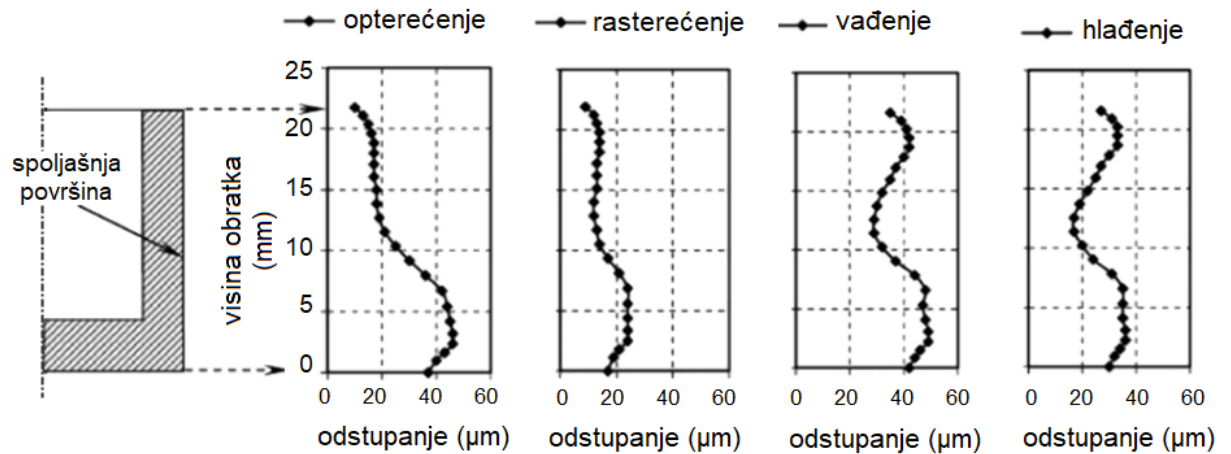 opterećenje
rasterećenje
vađenje
hlađenje
spoljašnja
površina
visina obratka
(mm)
25
20
15
10
5
0
0 20 40 60
odstupanje (µm)
0 20 40 60
odstupanje (µm)
0 20 40 60
odstupanje (µm)
0 20 40 60
odstupanje (µm)